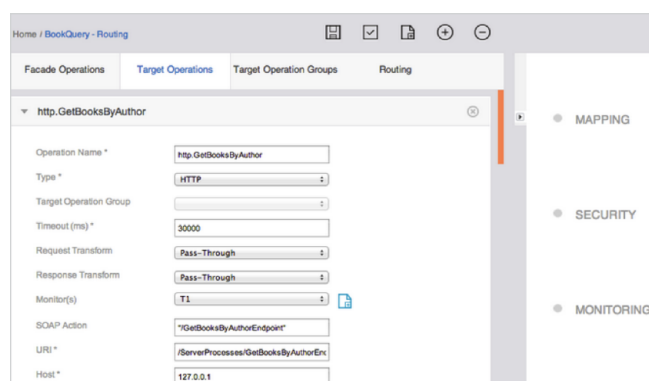 Home / BookQuery - Routing
Facade Operations Target Operations Target Operation Groups Routing
http.GetBooksByAuthor
Operation Name * http.GetBooksByAuthor
Type * HTTP
Target Operation Group
Timeout (ms) * 30000
Request Transform Pass-Through
Response Transform Pass-Through
Monitor(s) T1
SOAP Action "/GetBooksByAuthorEndpoint"
URI * /ServerProcesses/GetBooksByAuthorEnc
Host * 127.0.0.1
MAPPING
SECURITY
MONITORING